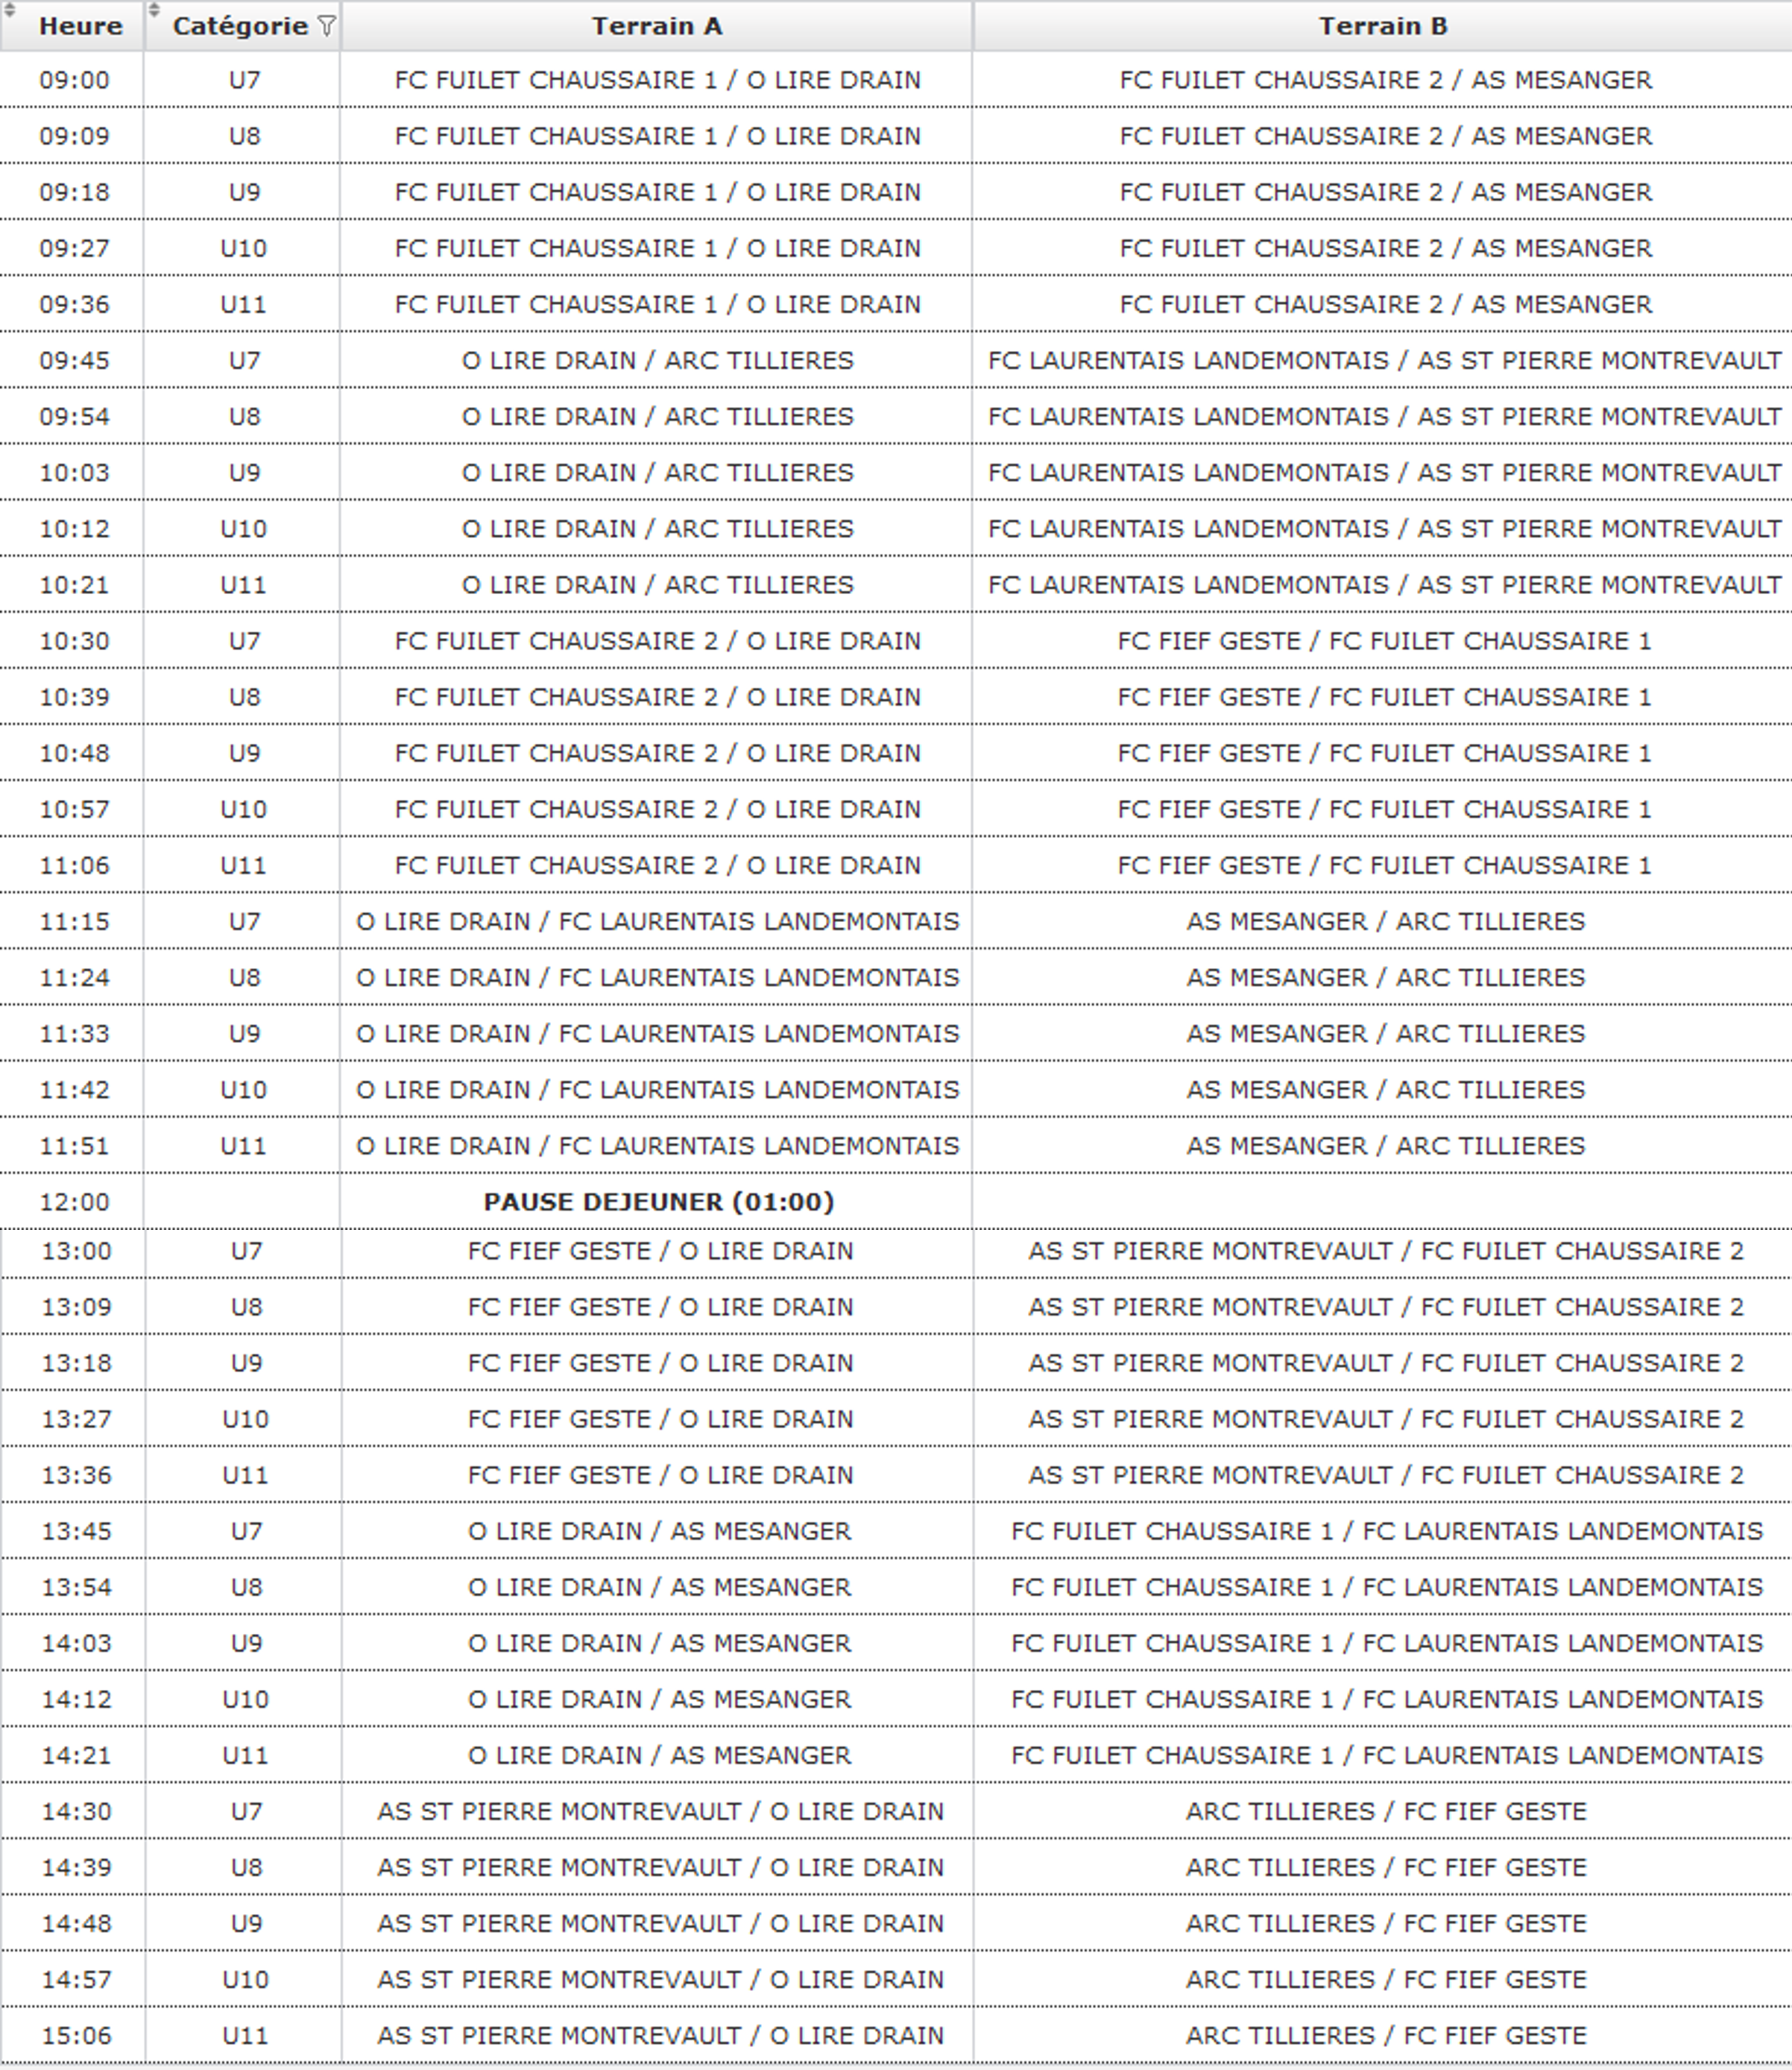 Heure Catégorie Terrain A Terrain B
09:00 U7 FC FUILET CHAUSSAIRE 1 / O LIRE DRAIN FC FUILET CHAUSSAIRE 2 / AS MESANGER
09:09 U8 FC FUILET CHAUSSAIRE 1 / O LIRE DRAIN FC FUILET CHAUSSAIRE 2 / AS MESANGER
09:18 U9 FC FUILET CHAUSSAIRE 1 / O LIRE DRAIN FC FUILET CHAUSSAIRE 2 / AS MESANGER
09:27 U10 FC FUILET CHAUSSAIRE 1 / O LIRE DRAIN FC FUILET CHAUSSAIRE 2 / AS MESANGER
09:36 U11 FC FUILET CHAUSSAIRE 1 / O LIRE DRAIN FC FUILET CHAUSSAIRE 2 / AS MESANGER
09:45 U7 O LIRE DRAIN / ARC TILLIERES FC LAURENTAIS LANDEMONTAIS / AS ST PIERRE MONTREVAULT
09:54 U8 O LIRE DRAIN / ARC TILLIERES FC LAURENTAIS LANDEMONTAIS / AS ST PIERRE MONTREVAULT
10:03 U9 O LIRE DRAIN / ARC TILLIERES FC LAURENTAIS LANDEMONTAIS / AS ST PIERRE MONTREVAULT
10:12 U10 O LIRE DRAIN / ARC TILLIERES FC LAURENTAIS LANDEMONTAIS / AS ST PIERRE MONTREVAULT
10:21 U11 O LIRE DRAIN / ARC TILLIERES FC LAURENTAIS LANDEMONTAIS / AS ST PIERRE MONTREVAULT
10:30 U7 FC FUILET CHAUSSAIRE 2 / O LIRE DRAIN FC FIEF GESTE / FC FUILET CHAUSSAIRE 1
10:39 U8 FC FUILET CHAUSSAIRE 2 / O LIRE DRAIN FC FIEF GESTE / FC FUILET CHAUSSAIRE 1
10:48 U9 FC FUILET CHAUSSAIRE 2 / O LIRE DRAIN FC FIEF GESTE / FC FUILET CHAUSSAIRE 1
10:57 U10 FC FUILET CHAUSSAIRE 2 / O LIRE DRAIN FC FIEF GESTE / FC FUILET CHAUSSAIRE 1
11:06 U11 FC FUILET CHAUSSAIRE 2 / O LIRE DRAIN FC FIEF GESTE / FC FUILET CHAUSSAIRE 1
11:15 U7 O LIRE DRAIN / FC LAURENTAIS LANDEMONTAIS AS MESANGER / ARC TILLIERES
11:24 U8 O LIRE DRAIN / FC LAURENTAIS LANDEMONTAIS AS MESANGER / ARC TILLIERES
11:33 U9 O LIRE DRAIN / FC LAURENTAIS LANDEMONTAIS AS MESANGER / ARC TILLIERES
11:42 U10 O LIRE DRAIN / FC LAURENTAIS LANDEMONTAIS AS MESANGER / ARC TILLIERES
11:51 U11 O LIRE DRAIN / FC LAURENTAIS LANDEMONTAIS AS MESANGER / ARC TILLIERES
12:00 PAUSE DEJEUNER (01:00)
13:00 U7 FC FIEF GESTE / O LIRE DRAIN AS ST PIERRE MONTREVAULT / FC FUILET CHAUSSAIRE 2
13:09 U8 FC FIEF GESTE / O LIRE DRAIN AS ST PIERRE MONTREVAULT / FC FUILET CHAUSSAIRE 2
13:18 U9 FC FIEF GESTE / O LIRE DRAIN AS ST PIERRE MONTREVAULT / FC FUILET CHAUSSAIRE 2
13:27 U10 FC FIEF GESTE / O LIRE DRAIN AS ST PIERRE MONTREVAULT / FC FUILET CHAUSSAIRE 2
13:36 U11 FC FIEF GESTE / O LIRE DRAIN AS ST PIERRE MONTREVAULT / FC FUILET CHAUSSAIRE 2
13:45 U7 O LIRE DRAIN / AS MESANGER FC FUILET CHAUSSAIRE 1 / FC LAURENTAIS LANDEMONTAIS
13:54 U8 O LIRE DRAIN / AS MESANGER FC FUILET CHAUSSAIRE 1 / FC LAURENTAIS LANDEMONTAIS
14:03 U9 O LIRE DRAIN / AS MESANGER FC FUILET CHAUSSAIRE 1 / FC LAURENTAIS LANDEMONTAIS
14:12 U10 O LIRE DRAIN / AS MESANGER FC FUILET CHAUSSAIRE 1 / FC LAURENTAIS LANDEMONTAIS
14:21 U11 O LIRE DRAIN / AS MESANGER FC FUILET CHAUSSAIRE 1 / FC LAURENTAIS LANDEMONTAIS
14:30 U7 AS ST PIERRE MONTREVAULT / O LIRE DRAIN ARC TILLIERES / FC FIEF GESTE
14:39 U8 AS ST PIERRE MONTREVAULT / O LIRE DRAIN ARC TILLIERES / FC FIEF GESTE
14:48 U9 AS ST PIERRE MONTREVAULT / O LIRE DRAIN ARC TILLIERES / FC FIEF GESTE
14:57 U10 AS ST PIERRE MONTREVAULT / O LIRE DRAIN ARC TILLIERES / FC FIEF GESTE
15:06 U11 AS ST PIERRE MONTREVAULT / O LIRE DRAIN ARC TILLIERES / FC FIEF GESTE